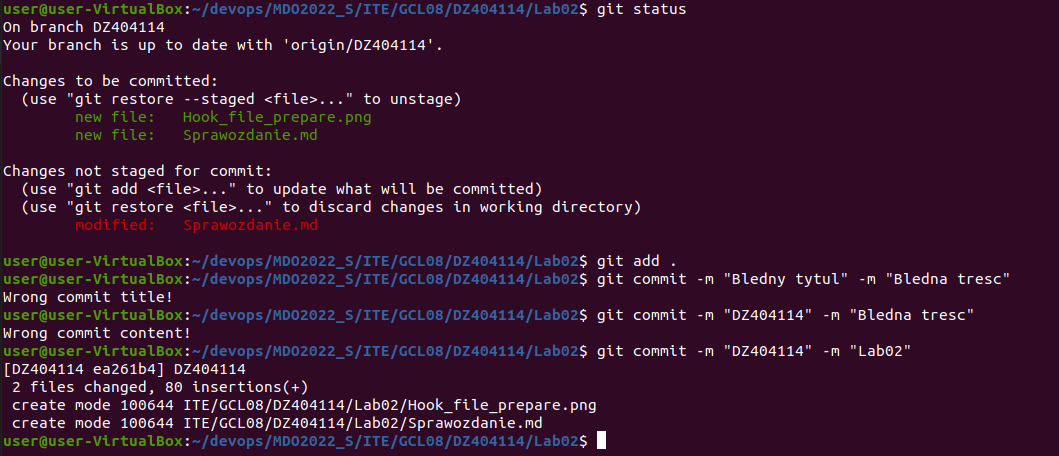 user@user-VirtualBox:~/devops/MDO2022_S/ITE/GCL08/DZ404114/Lab02$ git status
On branch DZ404114
Your branch is up to date with 'origin/DZ404114'.
Changes to be committed:
  (use "git restore --staged <file>..." to unstage)
        new file:   Hook_file_prepare.png
        new file:   Sprawozdanie.md
Changes not staged for commit:
  (use "git add <file>..." to update what will be committed)
  (use "git restore <file>..." to discard changes in working directory)
        modified:   Sprawozdanie.md
user@user-VirtualBox:~/devops/MDO2022_S/ITE/GCL08/DZ404114/Lab02$ git add .
user@user-VirtualBox:~/devops/MDO2022_S/ITE/GCL08/DZ404114/Lab02$ git commit -m "Bledny tytul" -m "Bledna tresc"
Wrong commit title!
user@user-VirtualBox:~/devops/MDO2022_S/ITE/GCL08/DZ404114/Lab02$ git commit -m "DZ404114" -m "Bledna tresc"
Wrong commit content!
user@user-VirtualBox:~/devops/MDO2022_S/ITE/GCL08/DZ404114/Lab02$ git commit -m "DZ404114" -m "Lab02"
[DZ404114 ea261b4] DZ404114
 2 files changed, 80 insertions(+)
 create mode 100644 ITE/GCL08/DZ404114/Lab02/Hook_file_prepare.png
 create mode 100644 ITE/GCL08/DZ404114/Lab02/Sprawozdanie.md
user@user-VirtualBox:~/devops/MDO2022_S/ITE/GCL08/DZ404114/Lab02$